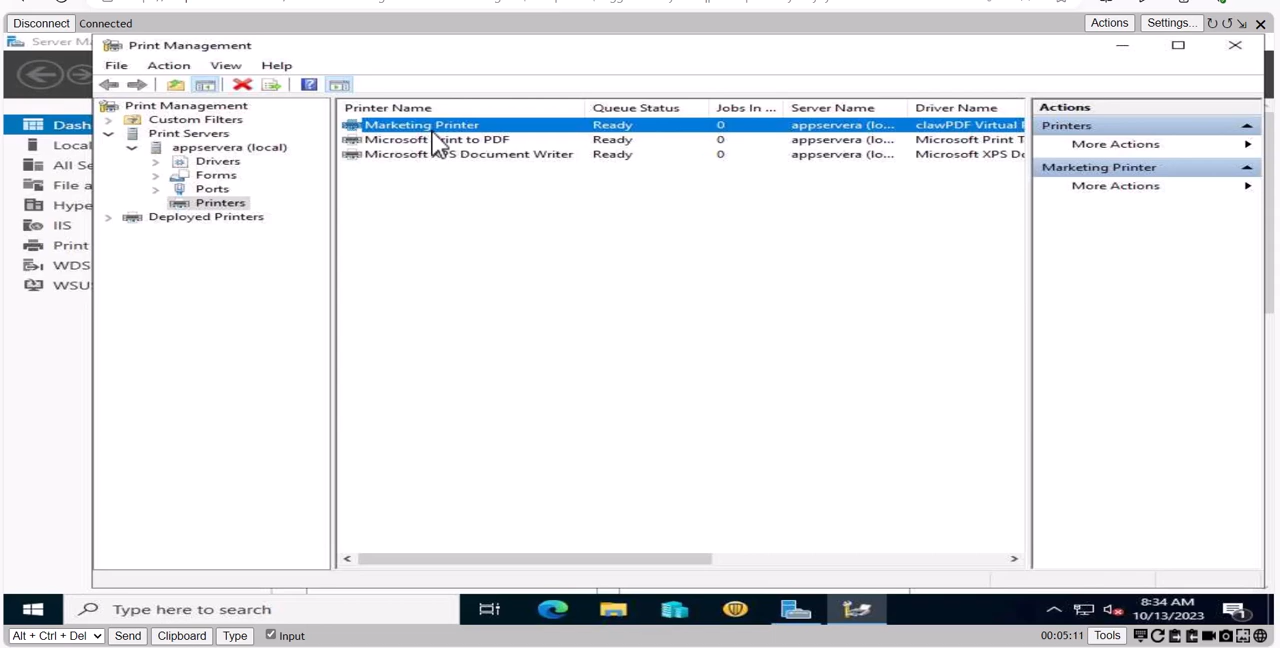 Disconnect Connected Actions Settings...
Server Ma
Print Management
File Action View Help
Print Management
Custom Filters
Print Servers
appservera (local)
Drivers
Forms
Ports
Printers
Deployed Printers
Dash
Local
All Se
File a
Hype
IIS
Print
WDS
WSU
Printer Name Queue Status Jobs In ... Server Name Driver Name
Marketing Printer Ready 0 appservera (lo... clawPDF Virtual
Microsoft Print to PDF Ready 0 appservera (lo... Microsoft Print T
Microsoft XPS Document Writer Ready 0 appservera (lo... Microsoft XPS Do
Actions
Printers
More Actions
Marketing Printer
More Actions
Type here to search
8:34 AM
10/13/2023
1
Alt + Ctrl + Del Send Clipboard Type Input 00:05:11 Tools